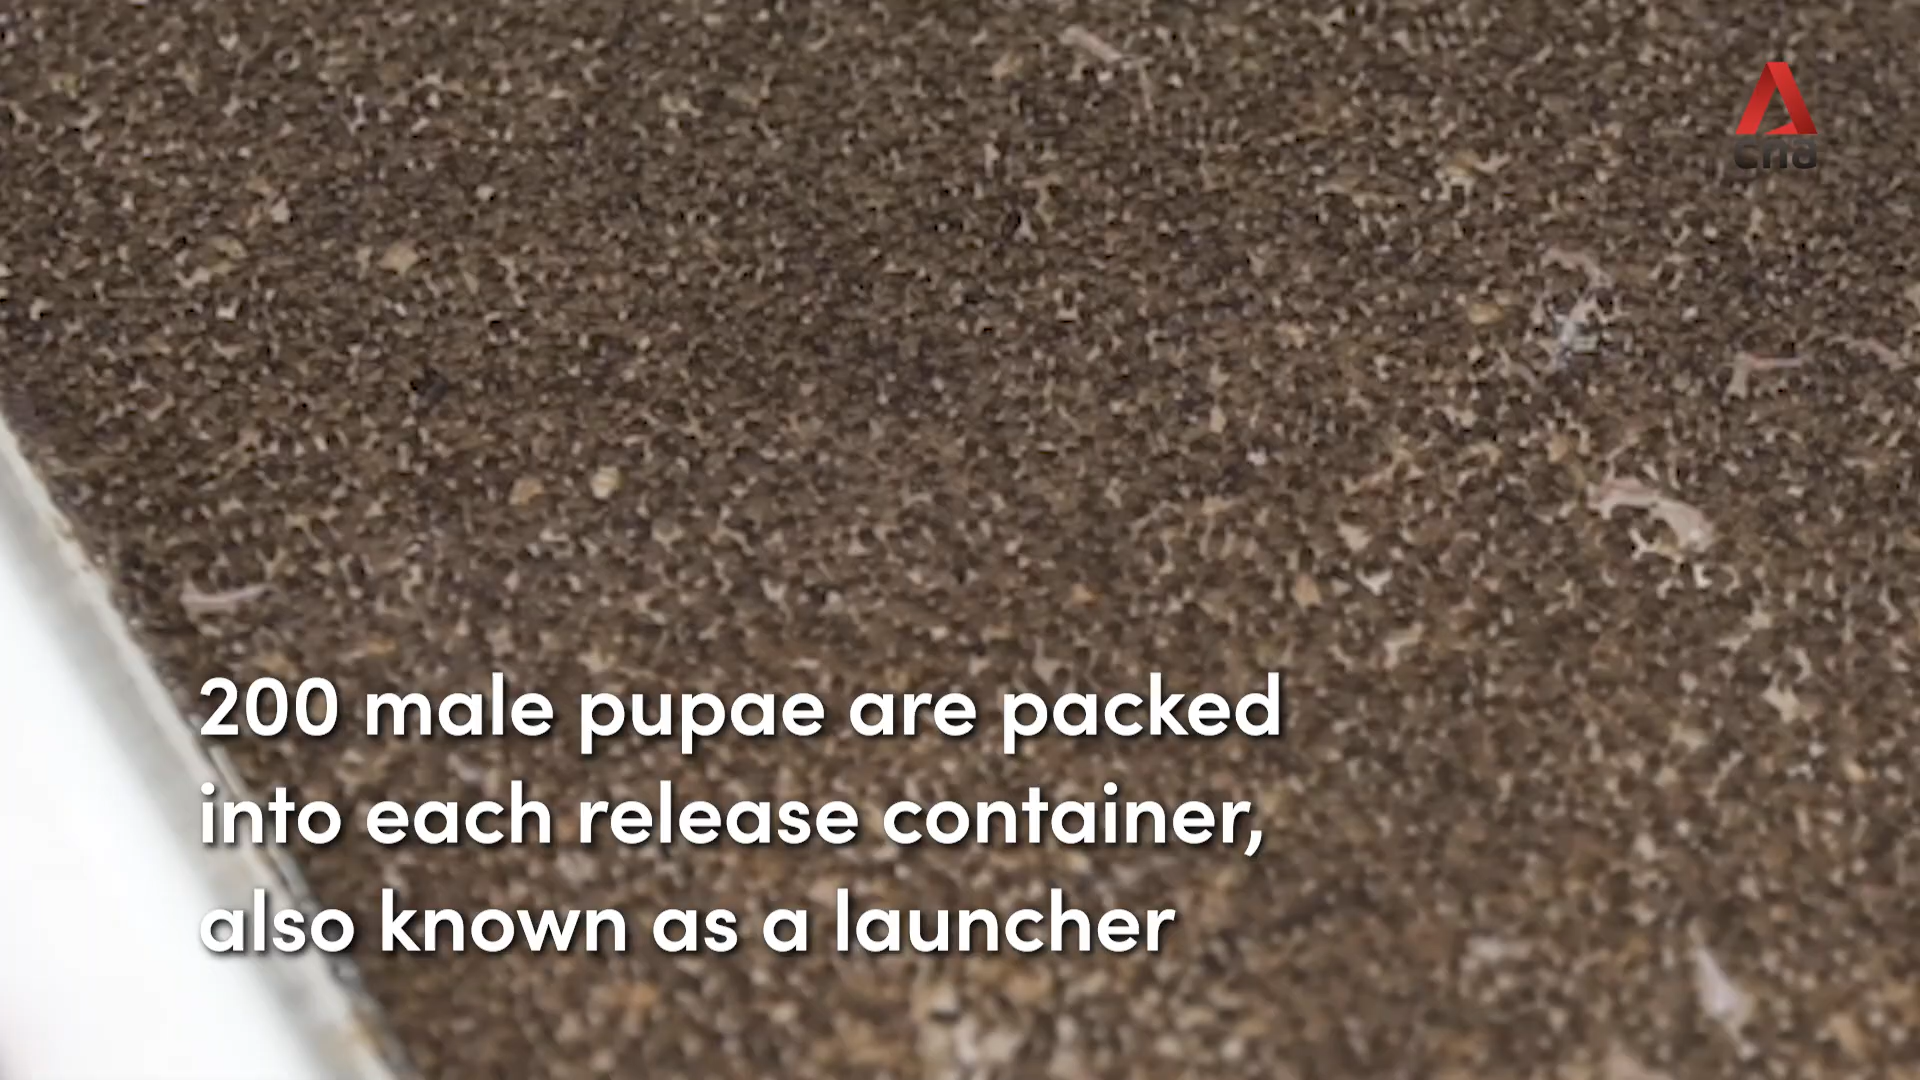 cna
200 male pupae are packed
into each release container,
also known as a launcher